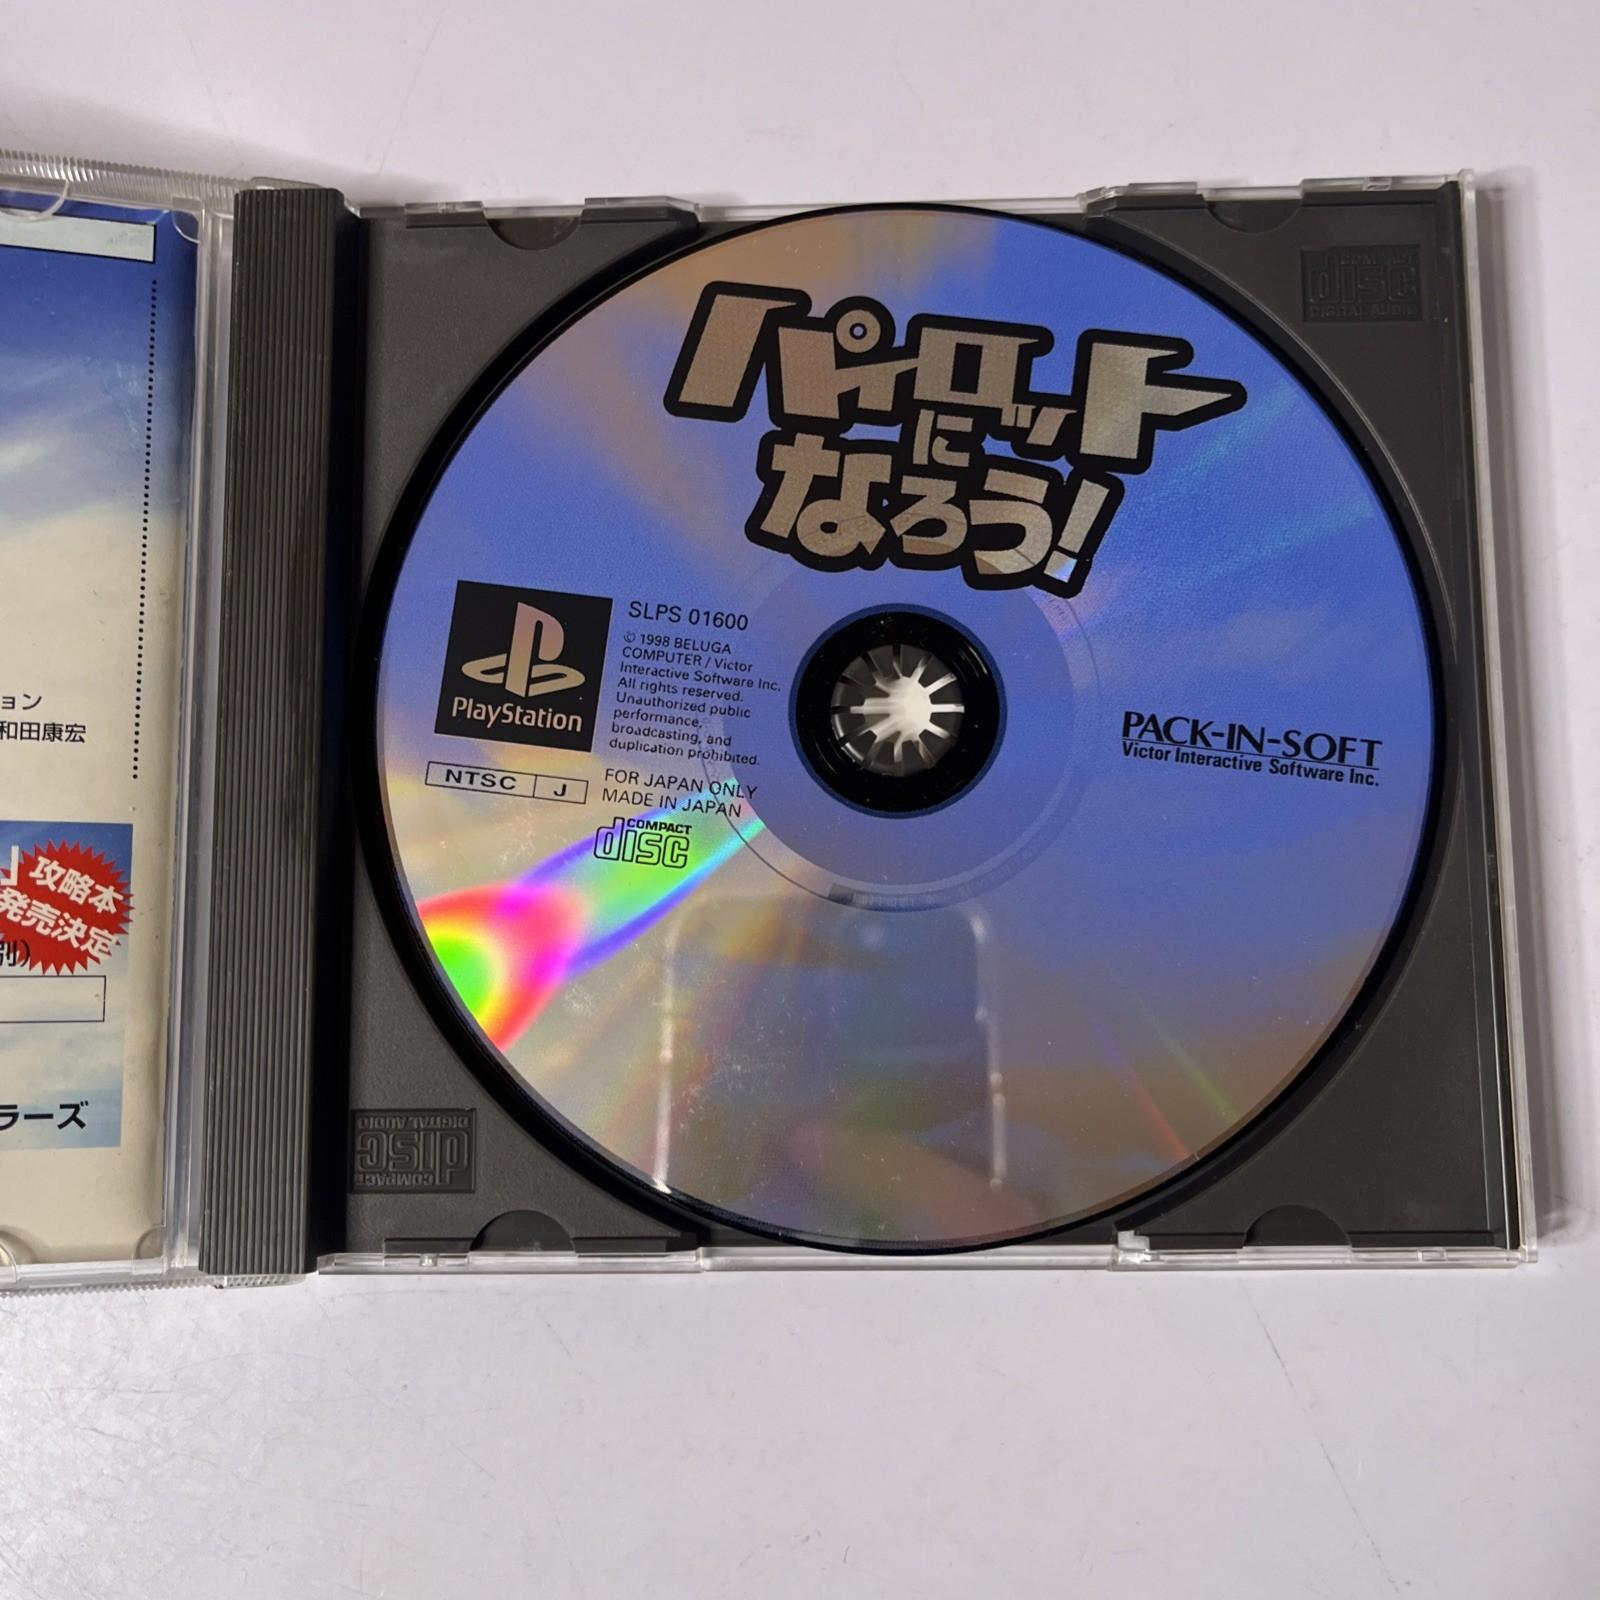 ョン
和田康宏
」攻略本
発売決定
別)
ラーズ
パイロット
に
なろう!
PlayStation
NTSC J
SLPS 01600
© 1998 BELUGA
COMPUTER / Victor
Interactive Software Inc.
All rights reserved.
Unauthorized public
performance,
broadcasting, and
duplication prohibited.
FOR JAPAN ONLY
MADE IN JAPAN
COMPACT
disc
PACK-IN-SOFT
Victor Interactive Software Inc.
COMPACT
disc
DIGITAL AUDIO
COMPACT
disc
DIGITAL AUDIO